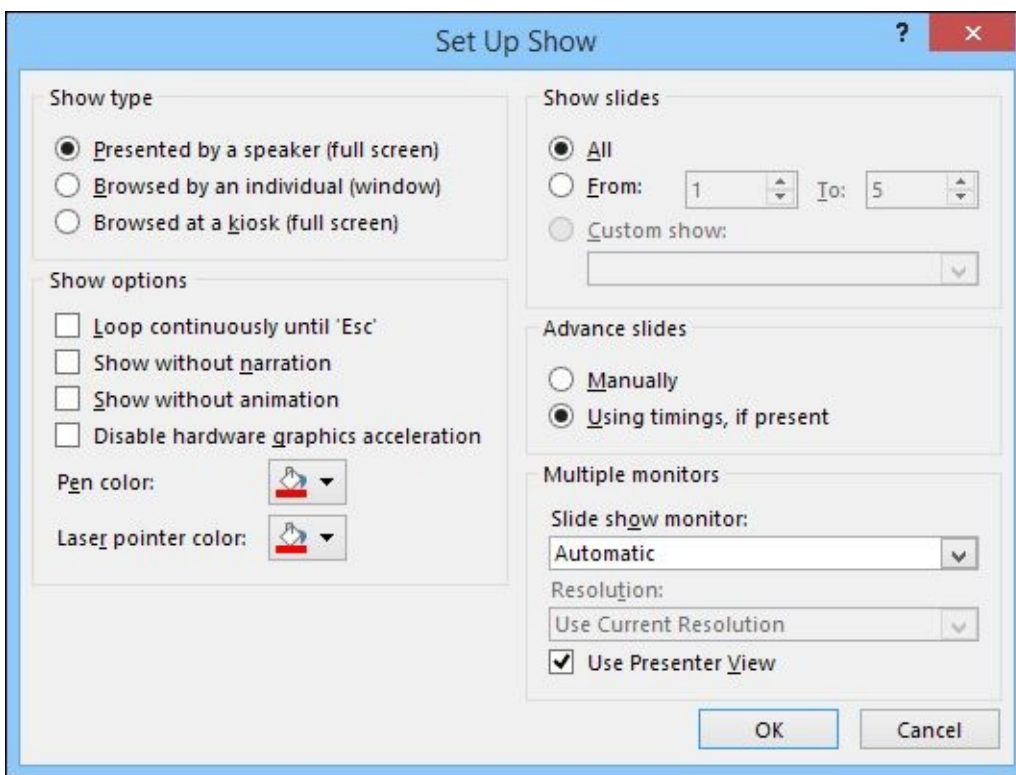 Set Up Show
?
Show type
Presented by a speaker (full screen)
Browsed by an individual (window)
Browsed at a kiosk (full screen)
Show options
Loop continuously until 'Esc'
Show without narration
Show without animation
Disable hardware graphics acceleration
Pen color:
Laser pointer color:
Show slides
All
From: 1 To: 5
Custom show:
Advance slides
Manually
Using timings, if present
Multiple monitors
Slide show monitor:
Automatic
Resolution:
Use Current Resolution
Use Presenter View
OK Cancel